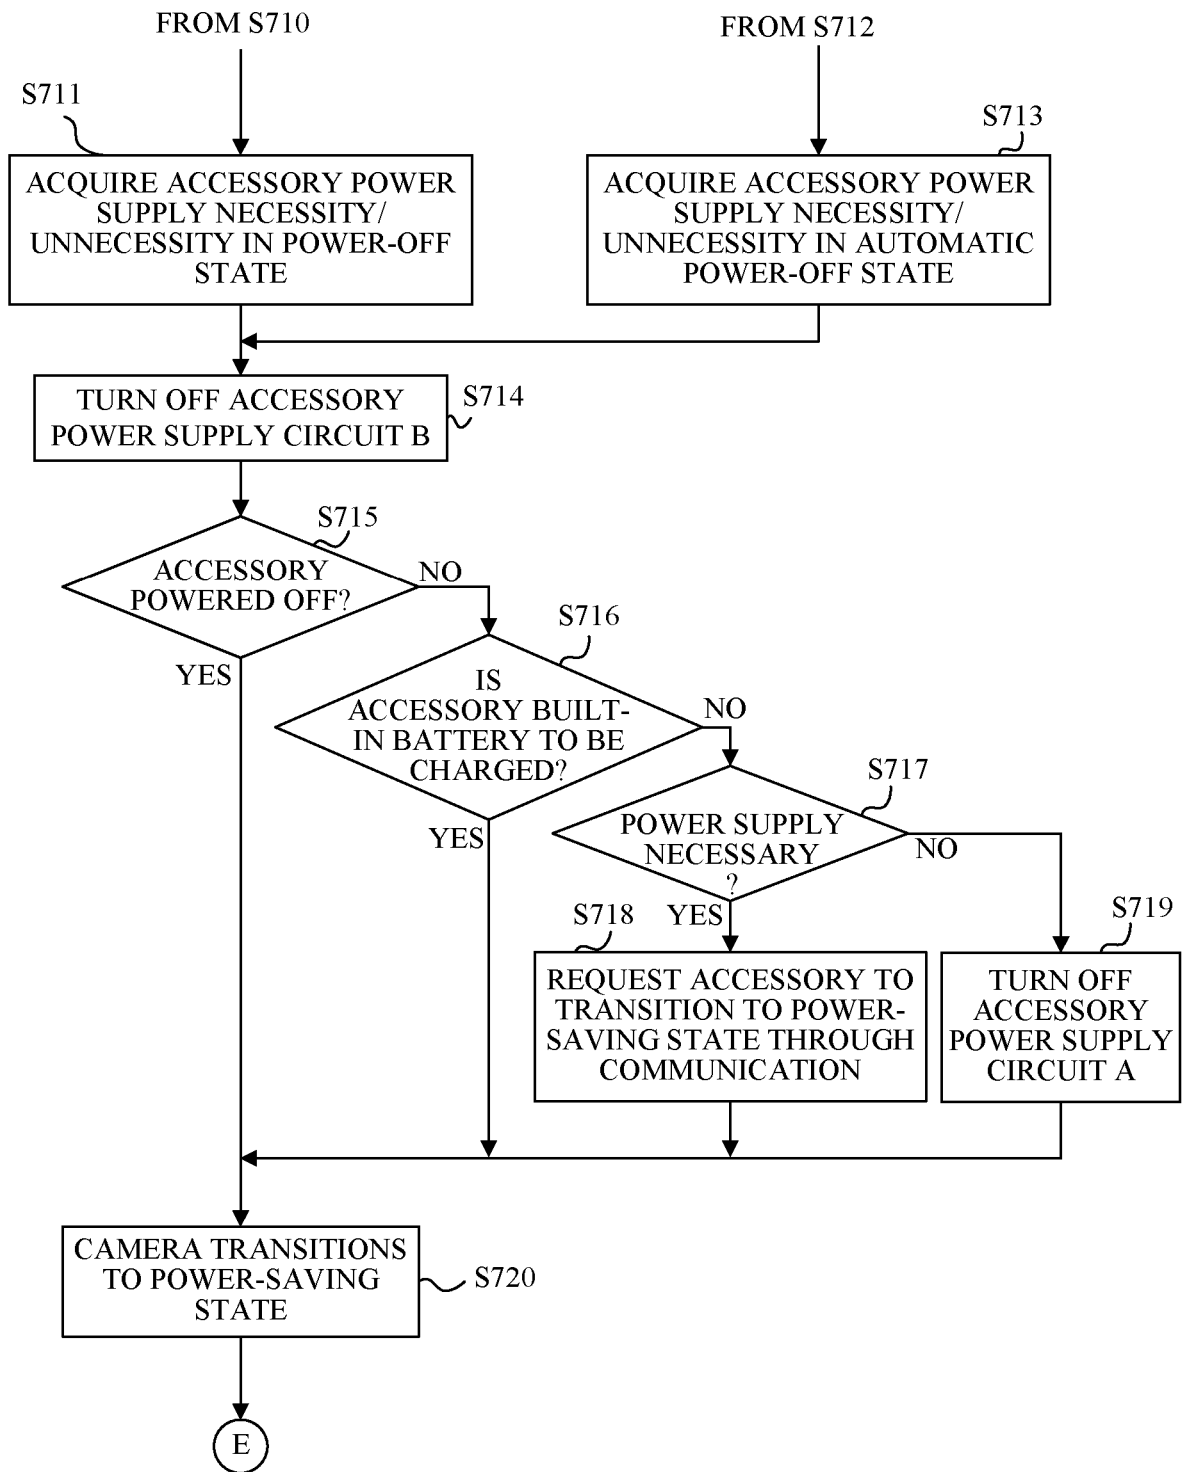 FROM S710
FROM S712
S711
S713
ACQUIRE ACCESSORY POWER
SUPPLY NECESSITY/
UNNECESSITY IN POWER-OFF
STATE
ACQUIRE ACCESSORY POWER
SUPPLY NECESSITY/
UNNECESSITY IN AUTOMATIC
POWER-OFF STATE
TURN OFF ACCESSORY
POWER SUPPLY CIRCUIT B
S714
S715
ACCESSORY
POWERED OFF?
NO
YES
S716
IS
ACCESSORY BUILT-
IN BATTERY TO BE
CHARGED?
NO
YES
S717
POWER SUPPLY
NECESSARY
?
NO
YES
S718
REQUEST ACCESSORY TO
TRANSITION TO POWER-
SAVING STATE THROUGH
COMMUNICATION
S719
TURN OFF
ACCESSORY
POWER SUPPLY
CIRCUIT A
CAMERA TRANSITIONS
TO POWER-SAVING
STATE
S720
E